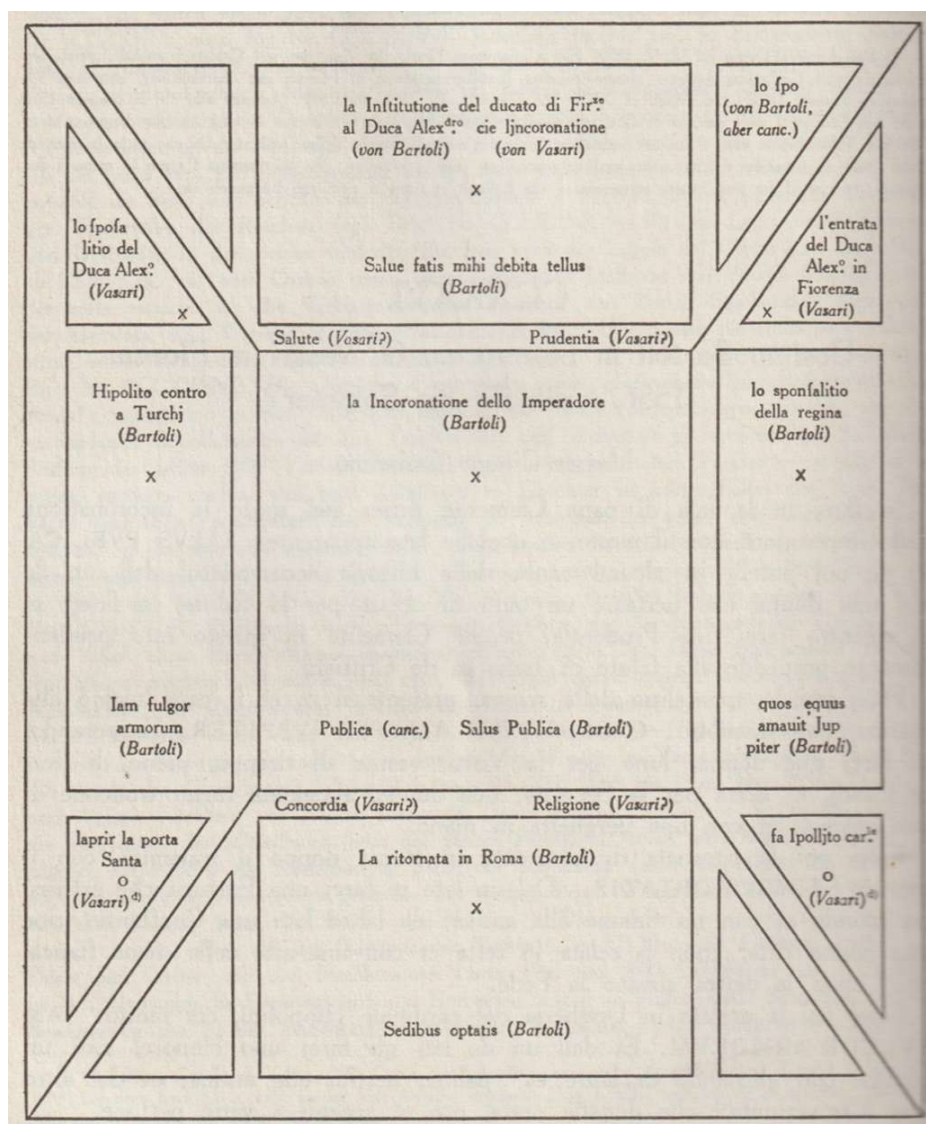 la Inſtitutione del ducato di Fir.ze
al Duca Alex.dro cie ljncoronatione
(von Bartoli) (von Vasari)
x
Salue fatis mihi debita tellus
(Bartoli)
lo ſpo
(von Bartoli,
aber canc.)
lo ſpoſa
litio del
Duca Alex.o
(Vasari)
x
l'entrata
del Duca
Alex.o in
Fiorenza
x (Vasari)
Salute (Vasari?) Prudentia (Vasari?)
Hipolito contro
a Turchj
(Bartoli)
x
Iam fulgor
armorum
(Bartoli)
la Incoronatione dello Imperadore
(Bartoli)
x
Publica (canc.) Salus Publica (Bartoli)
lo sponſalitio
della regina
(Bartoli)
x
quos equus
amauit Jup
piter (Bartoli)
Concordia (Vasari?) Religione (Vasari?)
laprir la porta
Santa
o
(Vasari) d)
La ritornata in Roma (Bartoli)
x
Sedibus optatis (Bartoli)
fa Ipolljto car.le
o
(Vasari) d)